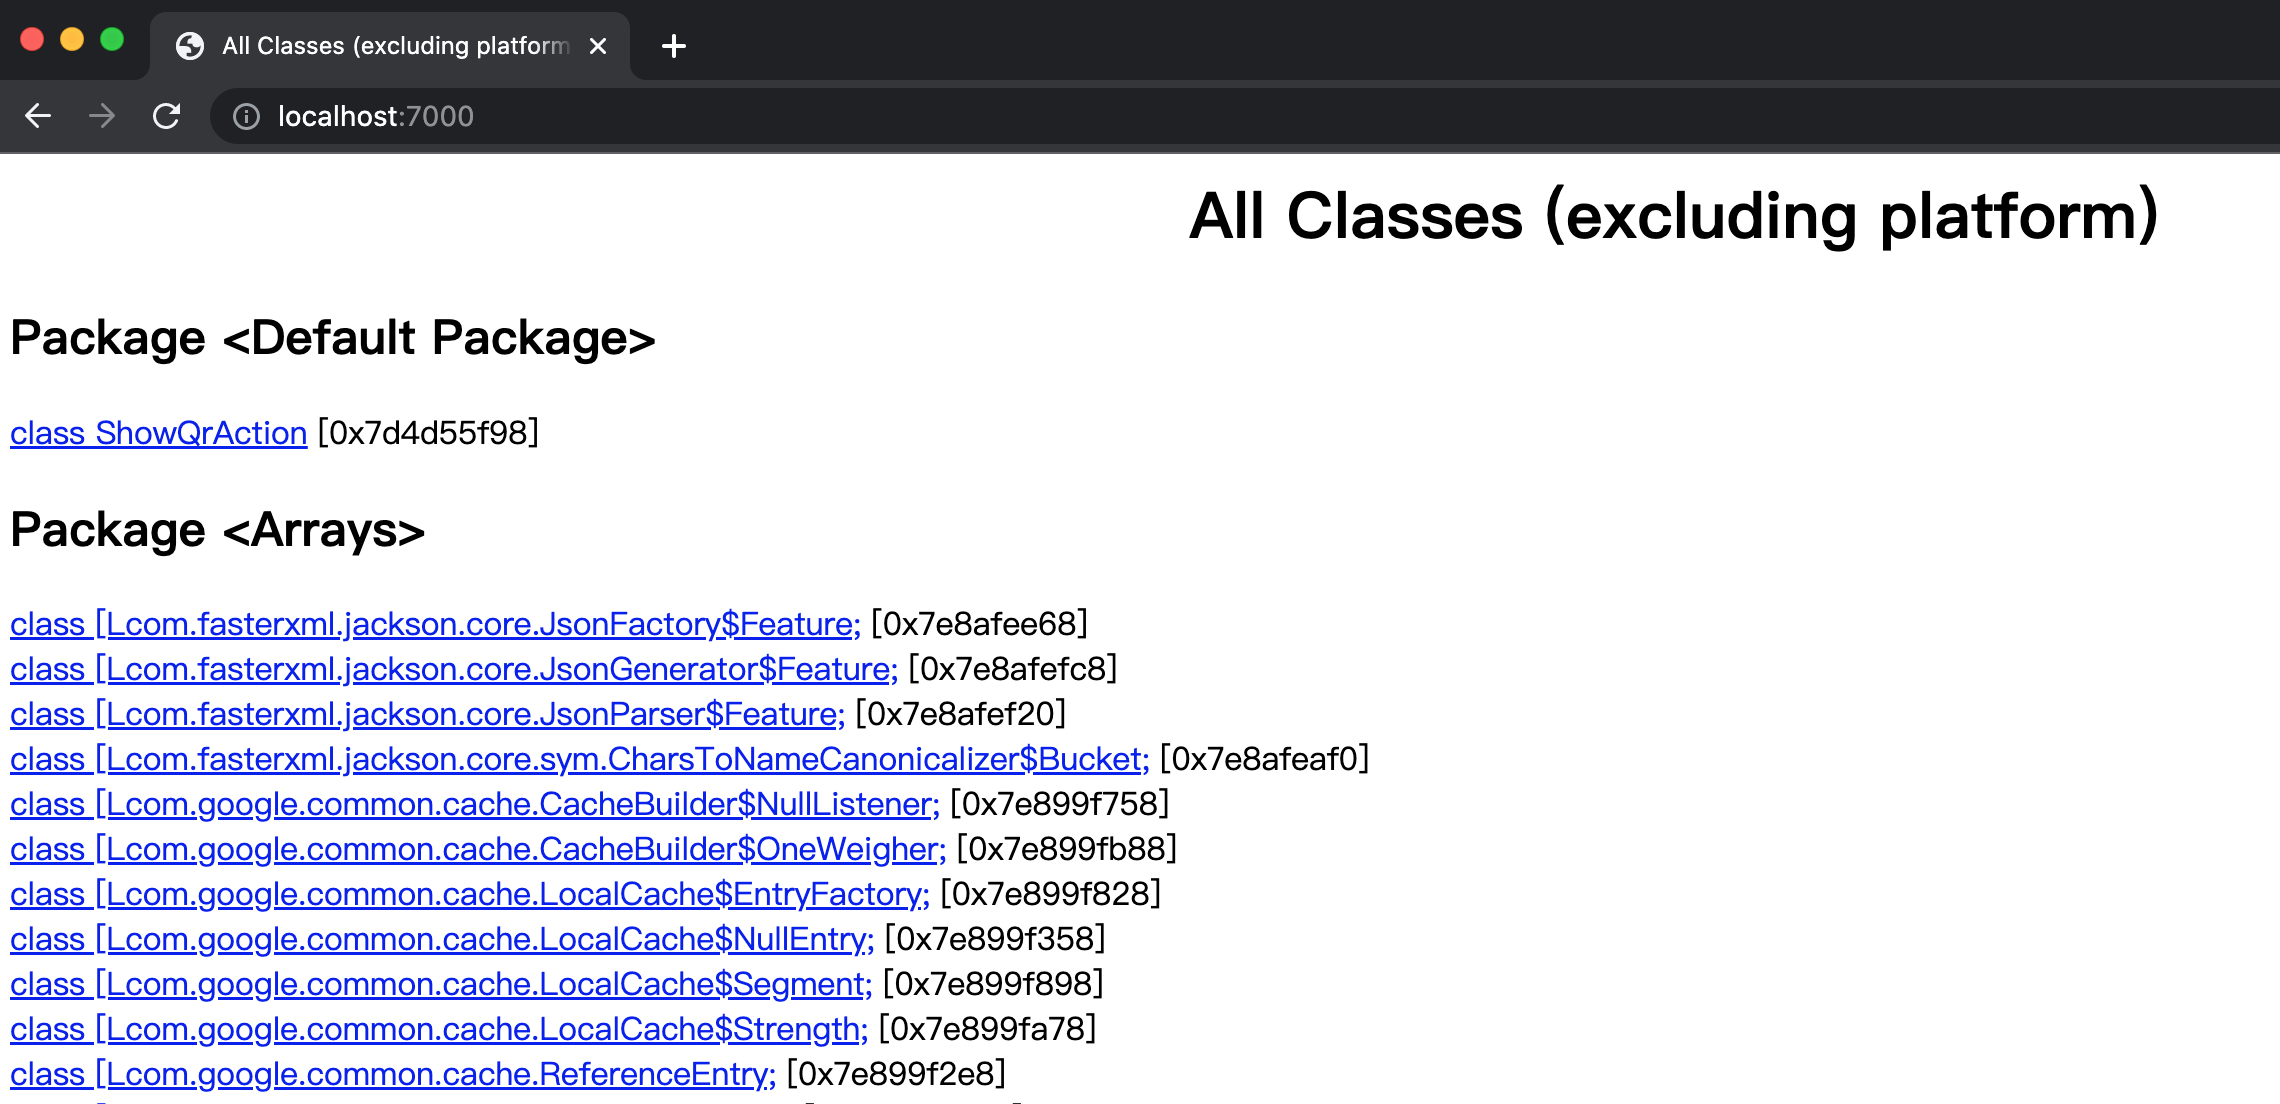 All Classes (excluding platform
localhost:7000
All Classes (excluding platform)
Package <Default Package>
class ShowQrAction [0x7d4d55f98]
Package <Arrays>
class [Lcom.fasterxml.jackson.core.JsonFactory$Feature; [0x7e8afee68]
class [Lcom.fasterxml.jackson.core.JsonGenerator$Feature; [0x7e8afefc8]
class [Lcom.fasterxml.jackson.core.JsonParser$Feature; [0x7e8afef20]
class [Lcom.fasterxml.jackson.core.sym.CharsToNameCanonicalizer$Bucket; [0x7e8afeaf0]
class [Lcom.google.common.cache.CacheBuilder$NullListener; [0x7e899f758]
class [Lcom.google.common.cache.CacheBuilder$OneWeigher; [0x7e899fb88]
class [Lcom.google.common.cache.LocalCache$EntryFactory; [0x7e899f828]
class [Lcom.google.common.cache.LocalCache$NullEntry; [0x7e899f358]
class [Lcom.google.common.cache.LocalCache$Segment; [0x7e899f898]
class [Lcom.google.common.cache.LocalCache$Strength; [0x7e899fa78]
class [Lcom.google.common.cache.ReferenceEntry; [0x7e899f2e8]